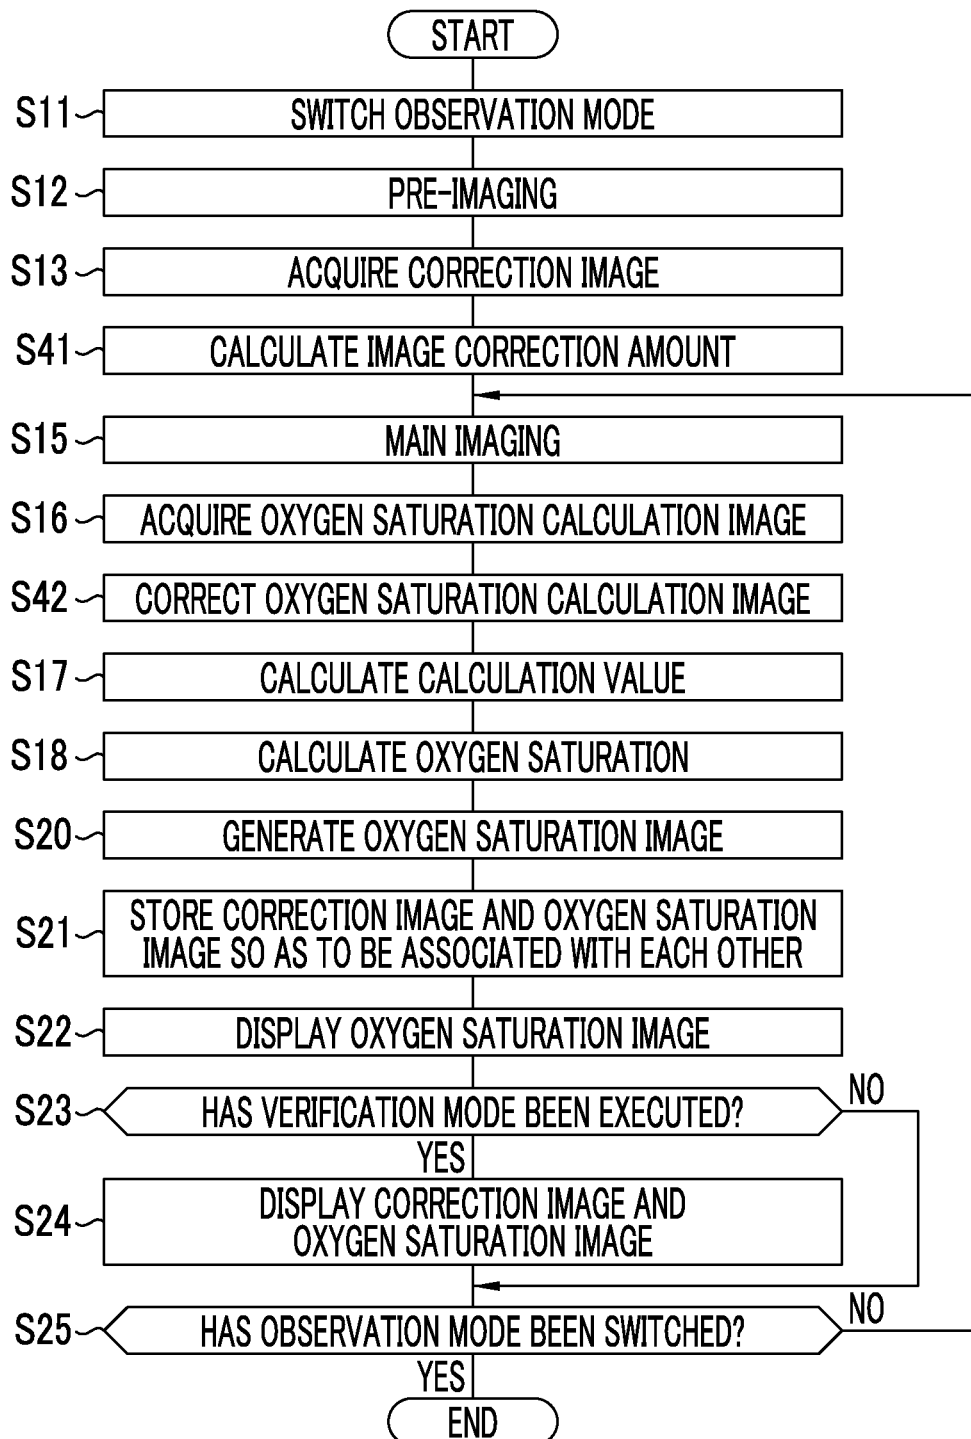 START
S11
SWITCH OBSERVATION MODE
S12
PRE-IMAGING
S13
ACQUIRE CORRECTION IMAGE
S41
CALCULATE IMAGE CORRECTION AMOUNT
S15
MAIN IMAGING
S16
ACQUIRE OXYGEN SATURATION CALCULATION IMAGE
S42
CORRECT OXYGEN SATURATION CALCULATION IMAGE
S17
CALCULATE CALCULATION VALUE
S18
CALCULATE OXYGEN SATURATION
S20
GENERATE OXYGEN SATURATION IMAGE
S21
STORE CORRECTION IMAGE AND OXYGEN SATURATION
IMAGE SO AS TO BE ASSOCIATED WITH EACH OTHER
S22
DISPLAY OXYGEN SATURATION IMAGE
S23
HAS VERIFICATION MODE BEEN EXECUTED?
NO
YES
S24
DISPLAY CORRECTION IMAGE AND
OXYGEN SATURATION IMAGE
S25
HAS OBSERVATION MODE BEEN SWITCHED?
NO
YES
END